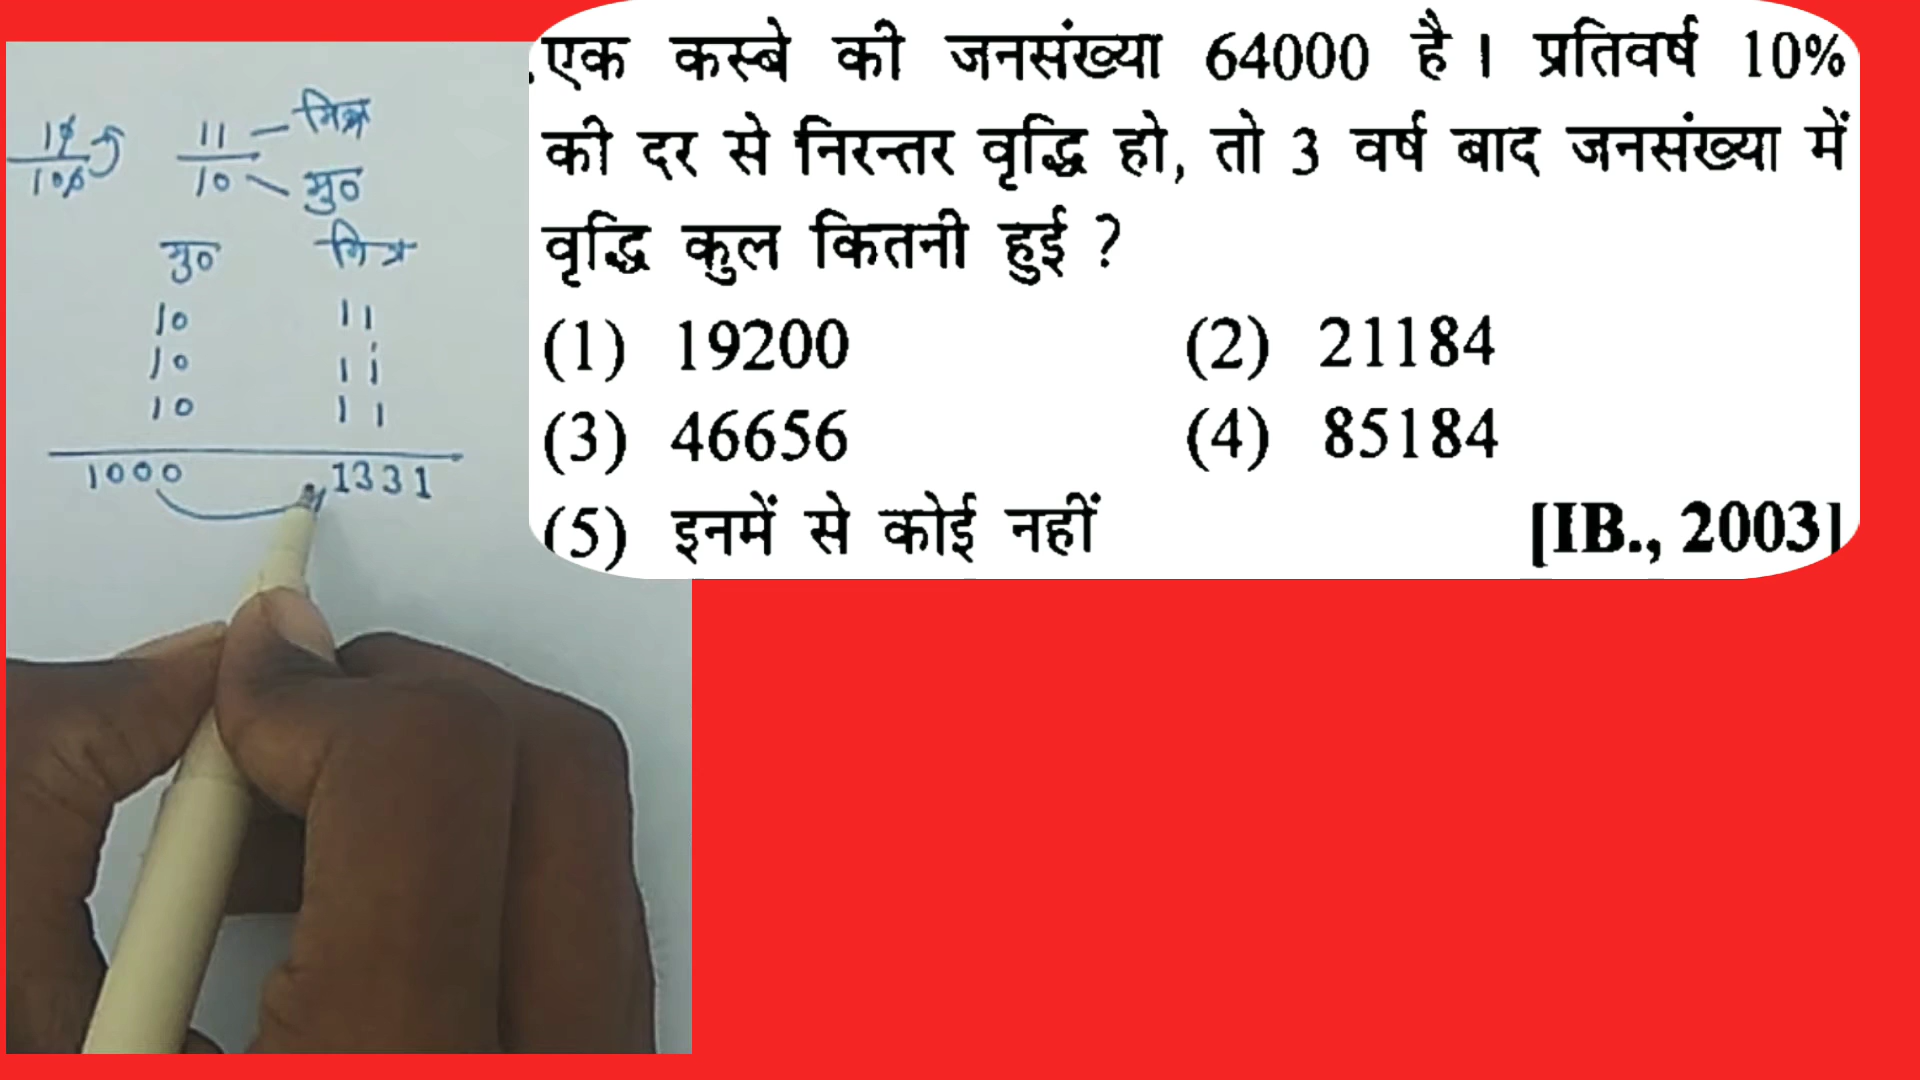 एक कस्बे की जनसंख्या 64000 है । प्रतिवर्ष 10%
की दर से निरन्तर वृद्धि हो, तो 3 वर्ष बाद जनसंख्या में
वृद्धि कुल कितनी हुई ?
(1) 19200 (2) 21184
(3) 46656 (4) 85184
(5) इनमें से कोई नहीं [IB., 2003]
10 11 — मिश्र
100 10 — मू०
मू० मिश्र
10 11
10 11
10 11
1000 1331